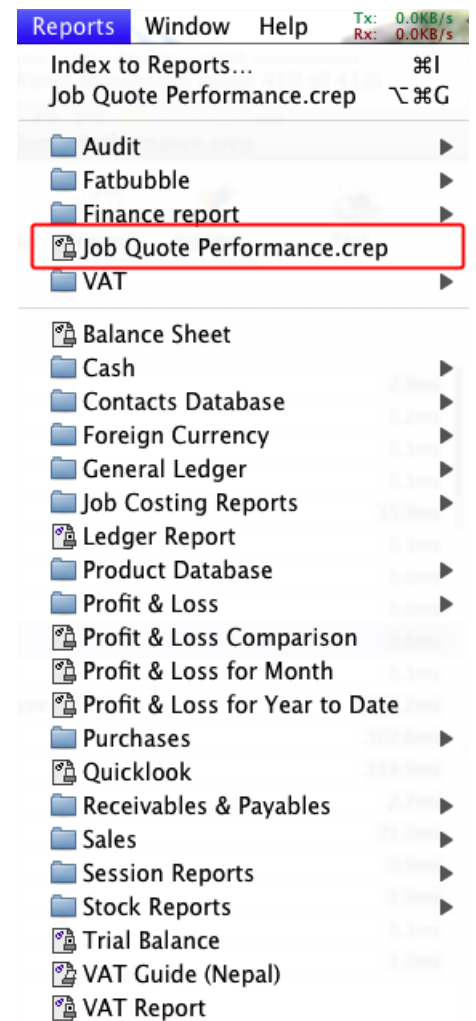 Reports Window Help Tx: 0.0KB/s
Rx: 0.0KB/s
Index to Reports... ⌘I
Job Quote Performance.crep ⌥⌘G
Audit
Fatbubble
Finance report
Job Quote Performance.crep
VAT
Balance Sheet
Cash
Contacts Database
Foreign Currency
General Ledger
Job Costing Reports
Ledger Report
Product Database
Profit & Loss
Profit & Loss Comparison
Profit & Loss for Month
Profit & Loss for Year to Date
Purchases
Quicklook
Receivables & Payables
Sales
Session Reports
Stock Reports
Trial Balance
VAT Guide (Nepal)
VAT Report